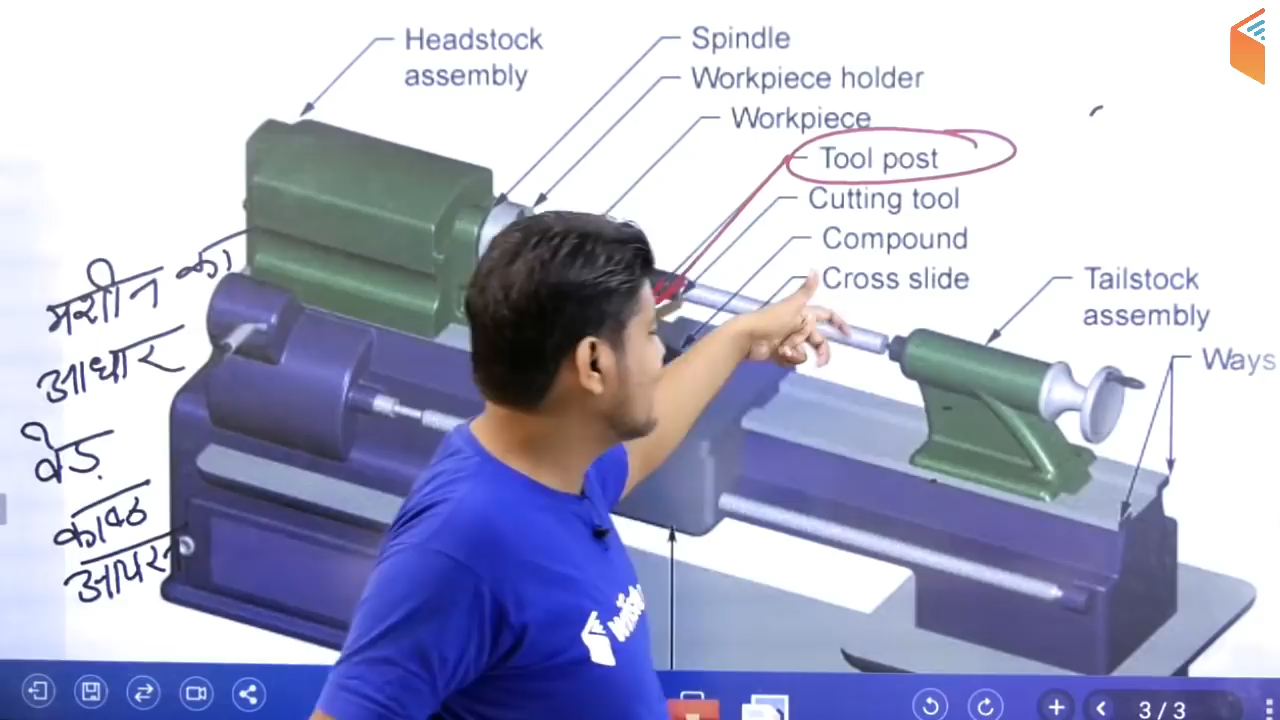 Headstock
assembly
Spindle
Workpiece holder
Workpiece
Tool post
Cutting tool
Compound
Cross slide
Tailstock
assembly
Ways
मशीन का
आधार
बेड़
कास्ट
आयरन
3 / 3